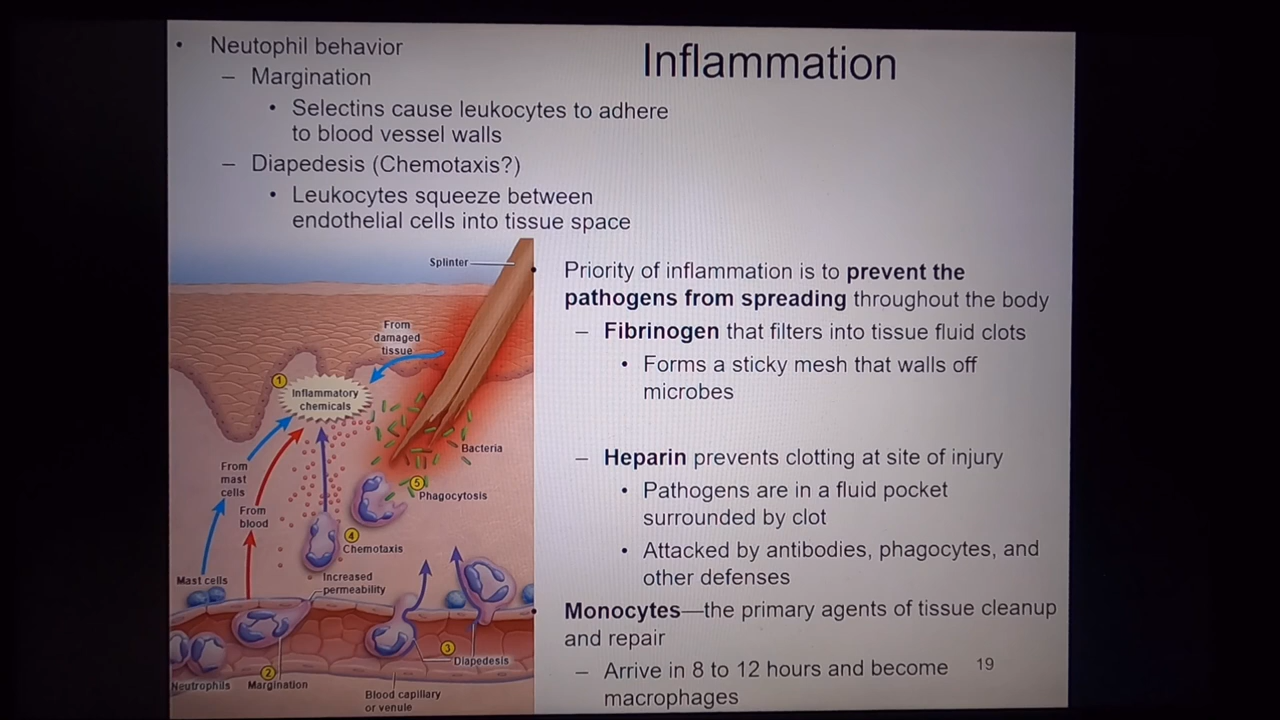 Inflammation
• Neutophil behavior
– Margination
• Selectins cause leukocytes to adhere
to blood vessel walls
– Diapedesis (Chemotaxis?)
• Leukocytes squeeze between
endothelial cells into tissue space
Splinter
From
damaged
tissue
1
Inflammatory
chemicals
Bacteria
From
mast
cells
5
Phagocytosis
From
blood
4
Chemotaxis
Mast cells
Increased
permeability
3
Diapedesis
2
Neutrophils
Margination
Blood capillary
or venule
• Priority of inflammation is to prevent the
pathogens from spreading throughout the body
– Fibrinogen that filters into tissue fluid clots
• Forms a sticky mesh that walls off
microbes
– Heparin prevents clotting at site of injury
• Pathogens are in a fluid pocket
surrounded by clot
• Attacked by antibodies, phagocytes, and
other defenses
• Monocytes—the primary agents of tissue cleanup
and repair
– Arrive in 8 to 12 hours and become
macrophages
19